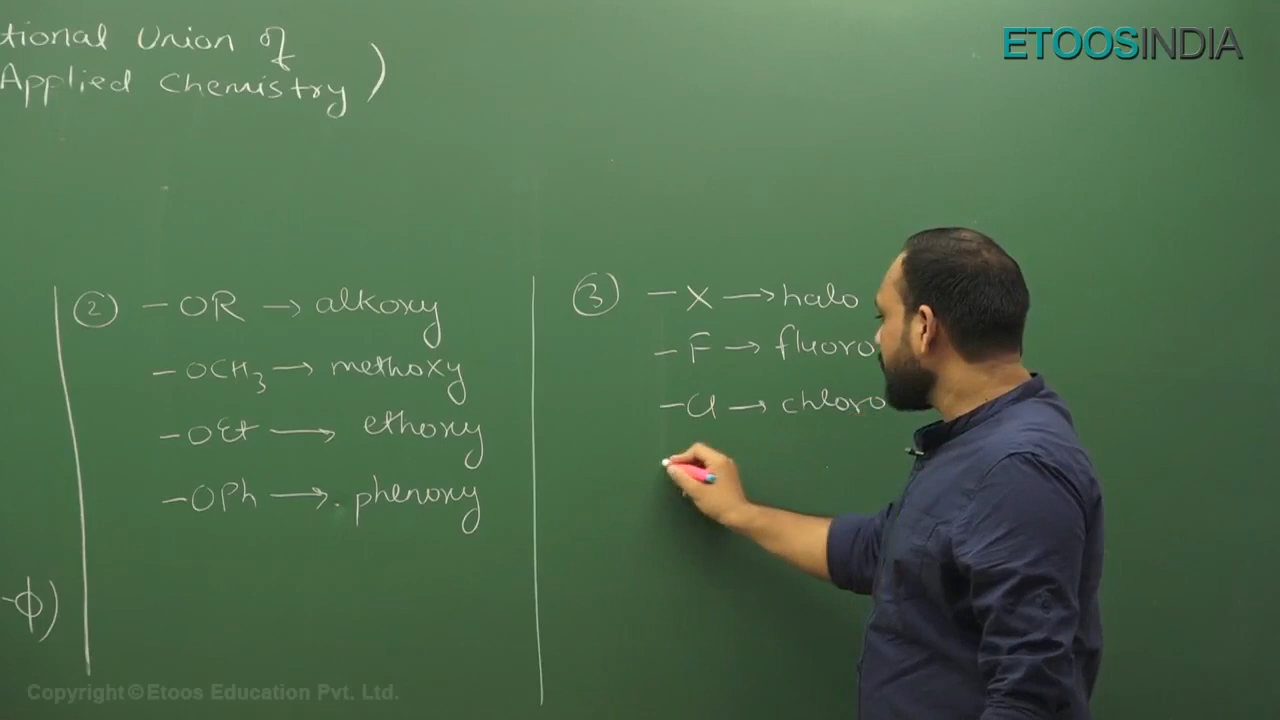 ETOOSINDIA
tional Union of
Applied Chemistry)
② -OR → alkoxy
-OCH3 → methoxy
-OEt → ethoxy
-OPh → phenoxy
-ϕ)
③ -X → halo
-F → fluoro
-Cl → chloro
Copyright © Etoos Education Pvt. Ltd.